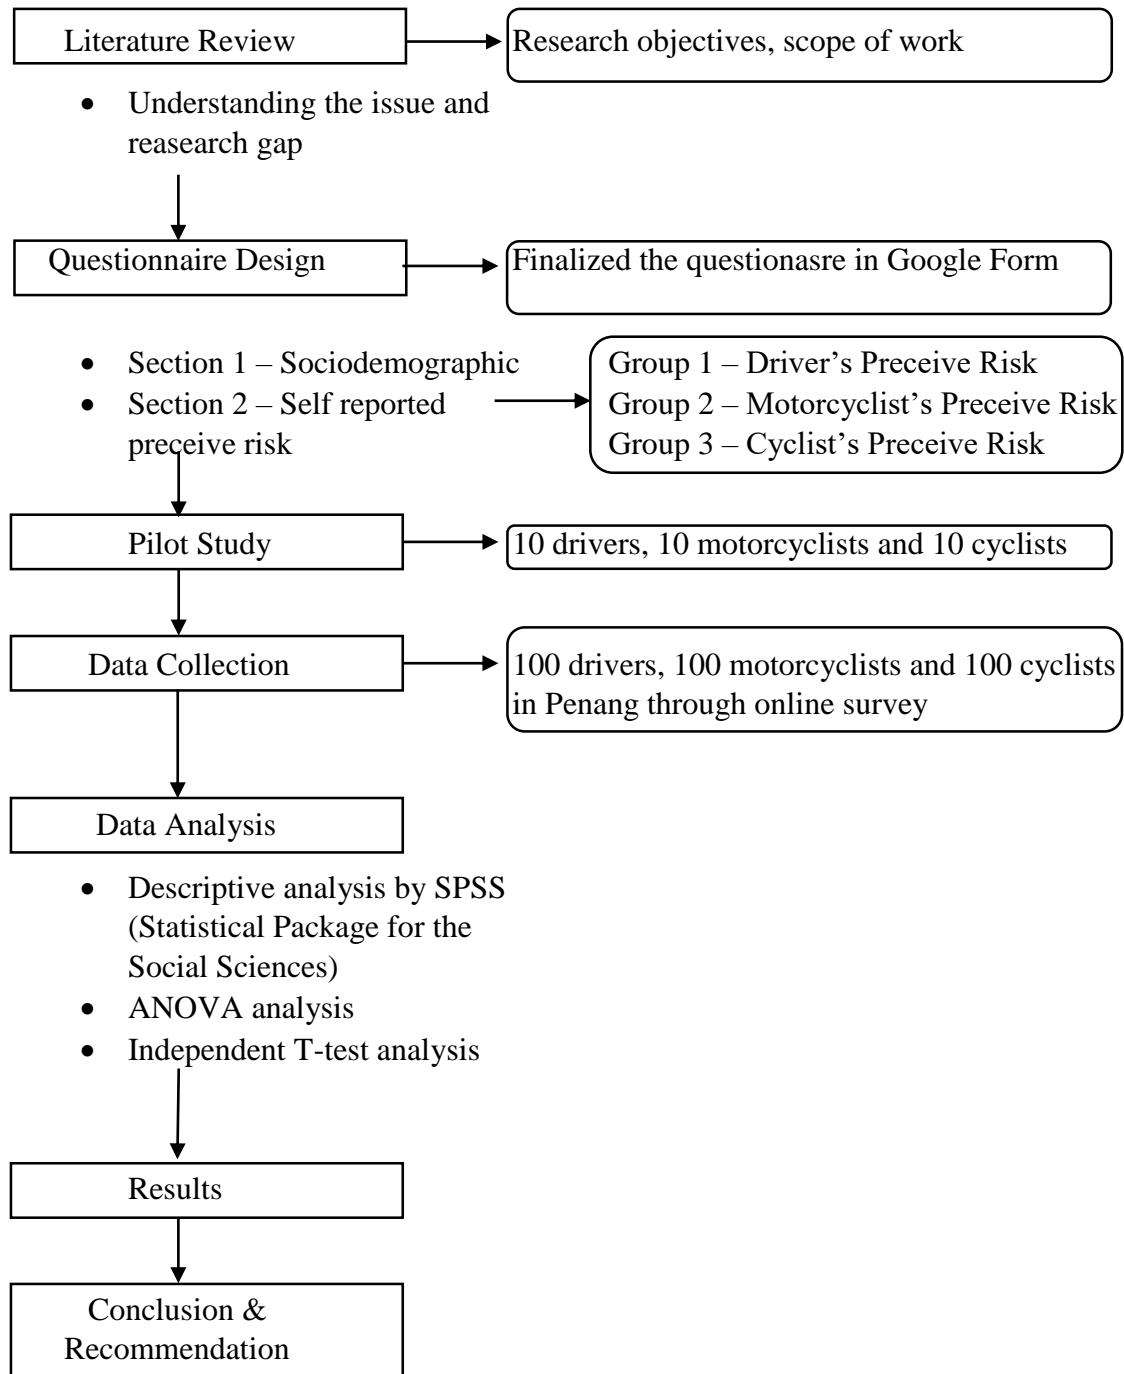 Literature Review
Research objectives, scope of work
• Understanding the issue and
reasearch gap
Questionnaire Design
Finalized the questionasre in Google Form
• Section 1 – Sociodemographic
• Section 2 – Self reported
preceive risk
Group 1 – Driver’s Preceive Risk
Group 2 – Motorcyclist’s Preceive Risk
Group 3 – Cyclist’s Preceive Risk
Pilot Study
10 drivers, 10 motorcyclists and 10 cyclists
Data Collection
100 drivers, 100 motorcyclists and 100 cyclists
in Penang through online survey
Data Analysis
• Descriptive analysis by SPSS
(Statistical Package for the
Social Sciences)
• ANOVA analysis
• Independent T-test analysis
Results
Conclusion &
Recommendation